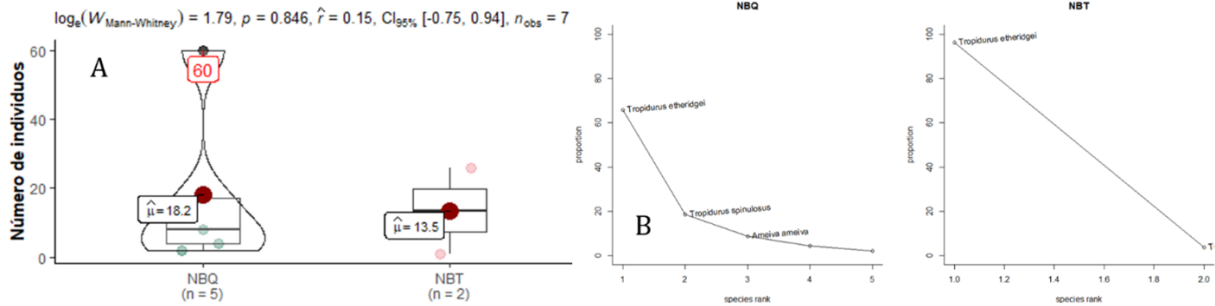 logₑ(W Mann-Whitney) = 1.79, p = 0.846, r̂ = 0.15, CI95% [-0.75, 0.94], nobs = 7
A
Número de individuos
60
40
20
0
60
μ̂ = 18.2
μ̂ = 13.5
NBQ
(n = 5)
NBT
(n = 2)
NBQ
proportion
100
80
60
40
20
0
Tropidurus etheridgei
Tropidurus spinulosus
Ameiva ameiva
B
1 2 3 4 5
species rank
NBT
proportion
100
80
60
40
20
0
Tropidurus etheridgei
T
1.0 1.2 1.4 1.6 1.8 2.0
species rank